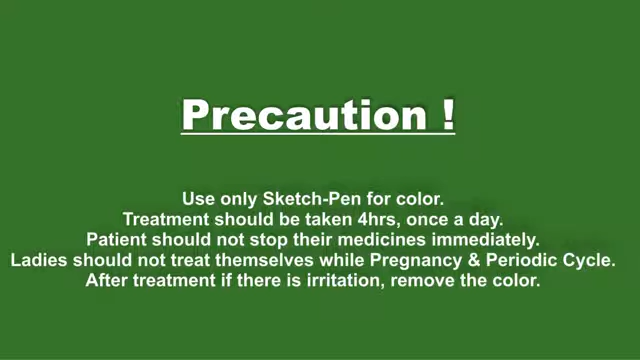 Precaution !
Use only Sketch-Pen for color.
Treatment should be taken 4hrs, once a day.
Patient should not stop their medicines immediately.
Ladies should not treat themselves while Pregnancy & Periodic Cycle.
After treatment if there is irritation, remove the color.